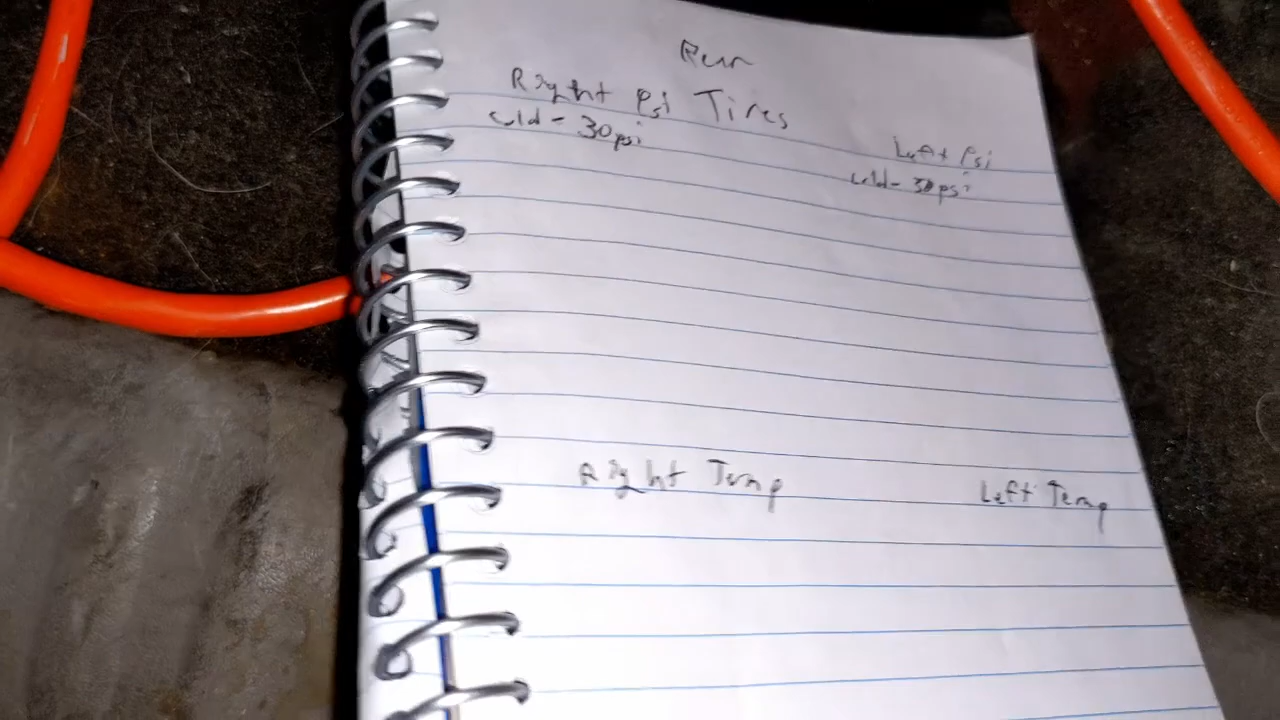 Rear
Right Psi Tires
cold - 30psi
Left Psi
cold - 30psi
Right Temp
Left Temp